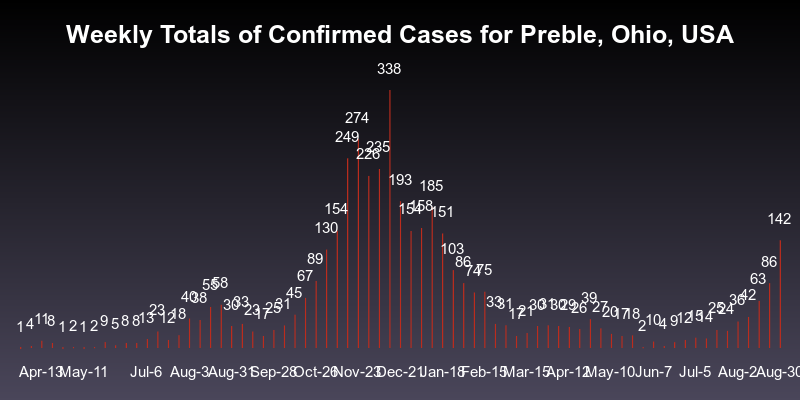 Weekly Totals of Confirmed Cases for Preble, Ohio, USA
1 4 11 8 1 2 1 2 9 5 8 8 13 23 12 18 40 38 55 58 30 33 23 17 25 31 45 67 89 130 154 249 274 226 235 338 193 154 158 185 151 103 86 74 75 33 31 17 21 30 31 30 29 26 39 27 20 17 18 2 10 4 9 12 15 14 25 24 36 42 63 86 142
Apr-13 May-11 Jul-6 Aug-3 Aug-31 Sep-28 Oct-26 Nov-23 Dec-21 Jan-18 Feb-15 Mar-15 Apr-12 May-10 Jun-7 Jul-5 Aug-2 Aug-30